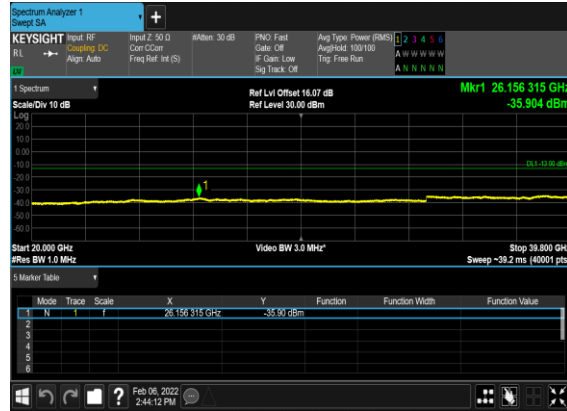 Spectrum Analyzer 1
Swept SA
+
KEYSIGHT Input: RF Input Z: 50 Ω #Atten: 30 dB PNO: Fast Avg Type: Power (RMS) 1 2 3 4 5 6
RL Coupling: DC Corr CCorr Gate: Off Avg|Hold: 100/100 A W W W W W
Align: Auto Freq Ref: Int (S) IF Gain: Low Trig: Free Run
Sig Track: Off A N N N N N
1 Spectrum Ref Lvl Offset 16.07 dB Mkr1 26.156 315 GHz
Scale/Div 10 dB Ref Level 30.00 dBm -35.904 dBm
Log
20.0
10.0
0.00
-10.0 DL1 -13.00 dBm
-20.0
-30.0 1
-40.0
-50.0
-60.0
Start 20.000 GHz Video BW 3.0 MHz* Stop 39.800 GHz
#Res BW 1.0 MHz Sweep ~39.2 ms (40001 pts)
5 Marker Table
Mode Trace Scale X Y Function Function Width Function Value
1 N 1 f 26.156 315 GHz -35.90 dBm
2
3
4
5
6
? Feb 06, 2022
2:44:12 PM